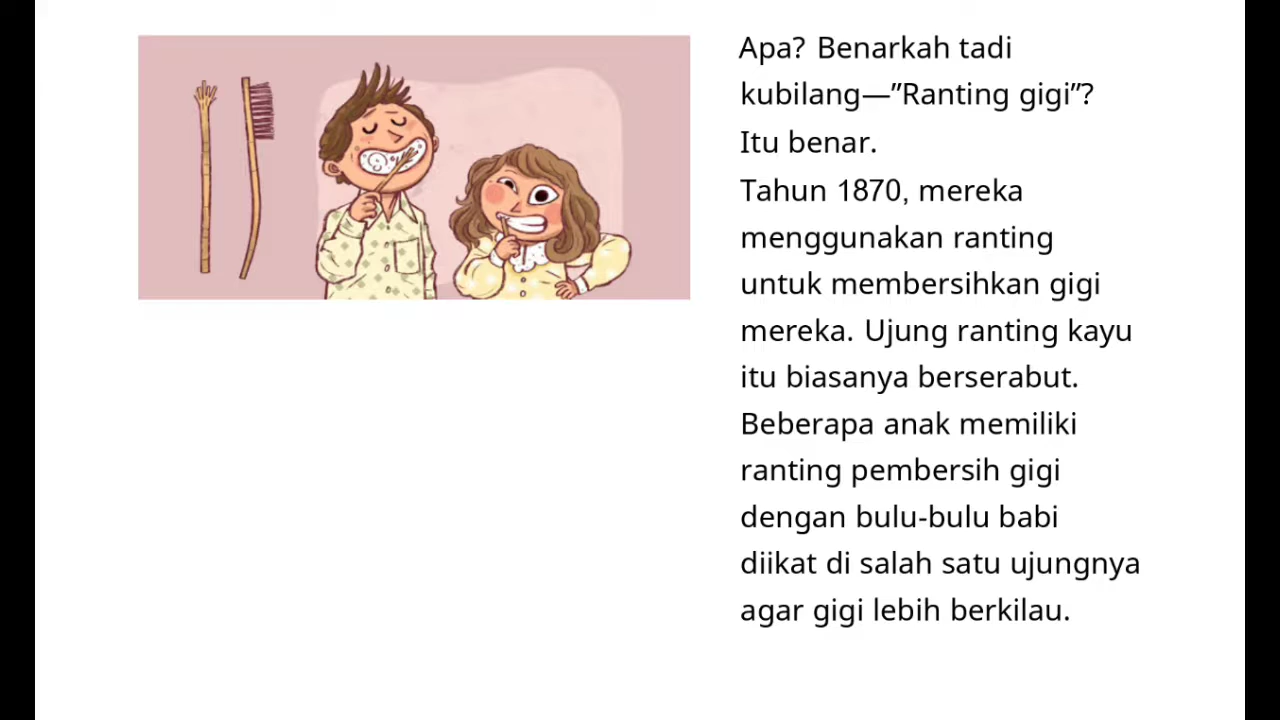 Apa? Benarkah tadi
kubilang—”Ranting gigi”?
Itu benar.
Tahun 1870, mereka
menggunakan ranting
untuk membersihkan gigi
mereka. Ujung ranting kayu
itu biasanya berserabut.
Beberapa anak memiliki
ranting pembersih gigi
dengan bulu-bulu babi
diikat di salah satu ujungnya
agar gigi lebih berkilau.